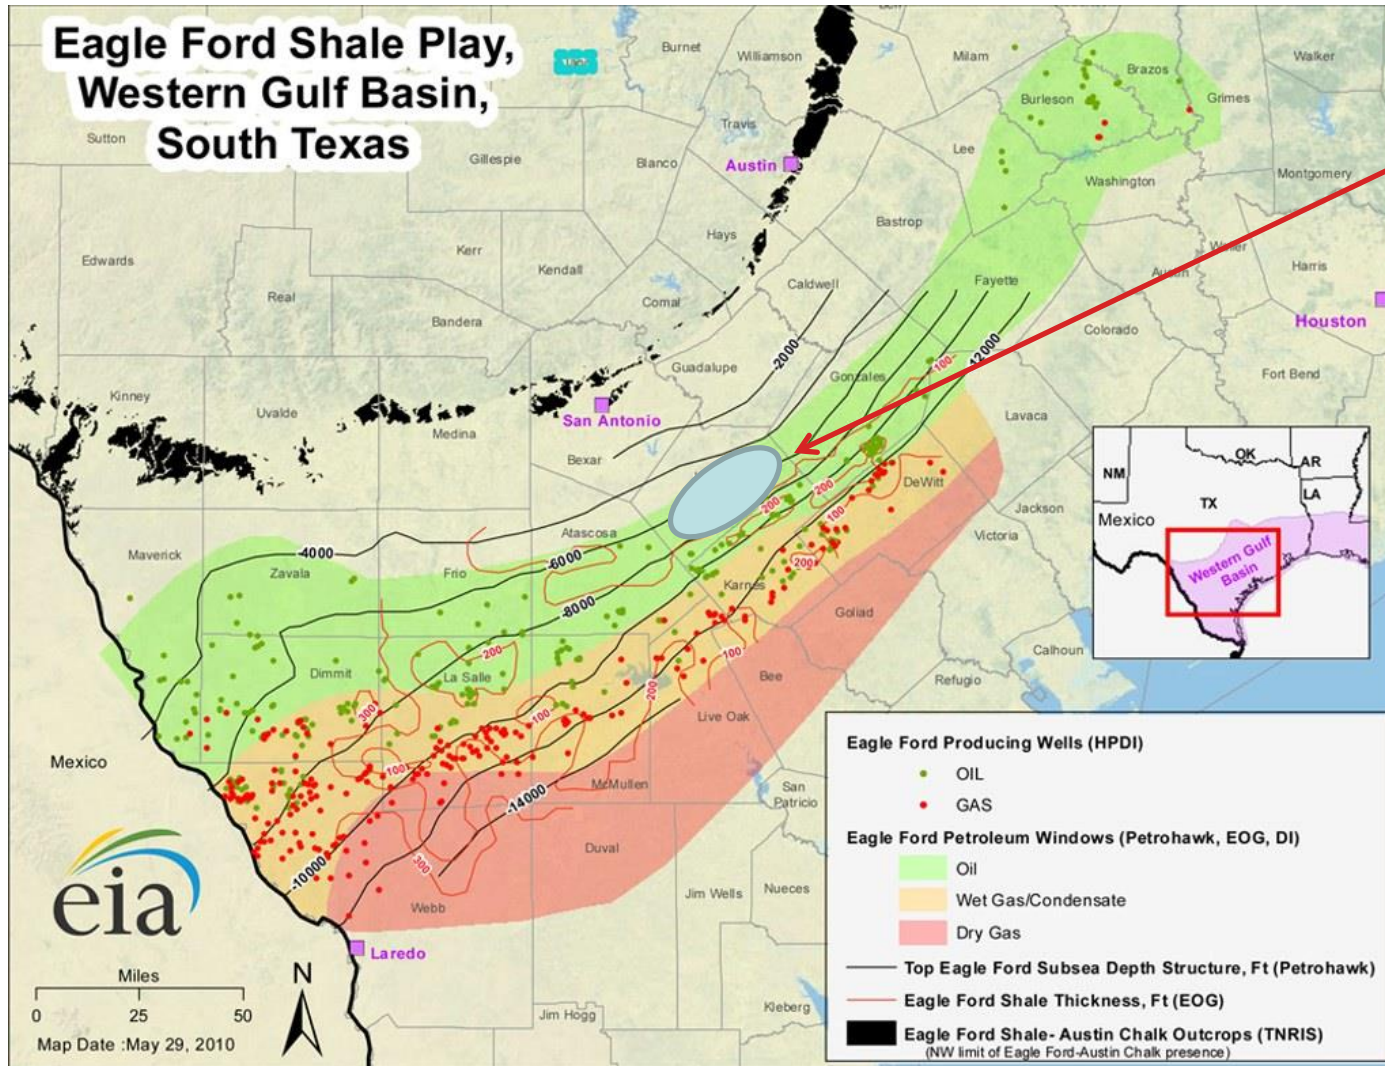 Eagle Ford Shale Play,
Western Gulf Basin,
South Texas
Burnet
Williamson
Milam
Brazos
Walker
Burleson
Grimes
Sutton
Travis
Gillespie
Blanco
Lee
Austin
Washington
Montgomery
Bastrop
Hays
Edwards
Kerr
Kendall
Harris
Real
Comal
Caldwell
Fayette
Bandera
Houston
Colorado
-2000
-12000
100
Guadalupe
Gonzales
Kinney
Uvalde
San Antonio
Fort Bend
Medina
Lavaca
Bexar
DeWitt
200
200
100
Atascosa
Jackson
Victoria
Maverick
-4000
Zavala
Frio
-6000
200
Karnes
-8000
Goliad
200
100
Dimmit
La Salle
Bee
Calhoun
Refugio
300
100
200
Live Oak
Mexico
100
McMullen
San
Patricio
-14000
Duval
-10000
300
Webb
Jim Wells
Nueces
Laredo
Kleberg
Jim Hogg
eia
N
Miles
0 25 50
Map Date :May 29, 2010
OK
NM
AR
TX
LA
Mexico
Western Gulf
Basin
Eagle Ford Producing Wells (HPDI)
OIL
GAS
Eagle Ford Petroleum Windows (Petrohawk, EOG, DI)
Oil
Wet Gas/Condensate
Dry Gas
Top Eagle Ford Subsea Depth Structure, Ft (Petrohawk)
Eagle Ford Shale Thickness, Ft (EOG)
Eagle Ford Shale- Austin Chalk Outcrops (TNRIS)
(NW limit of Eagle Ford-Austin Chalk presence)